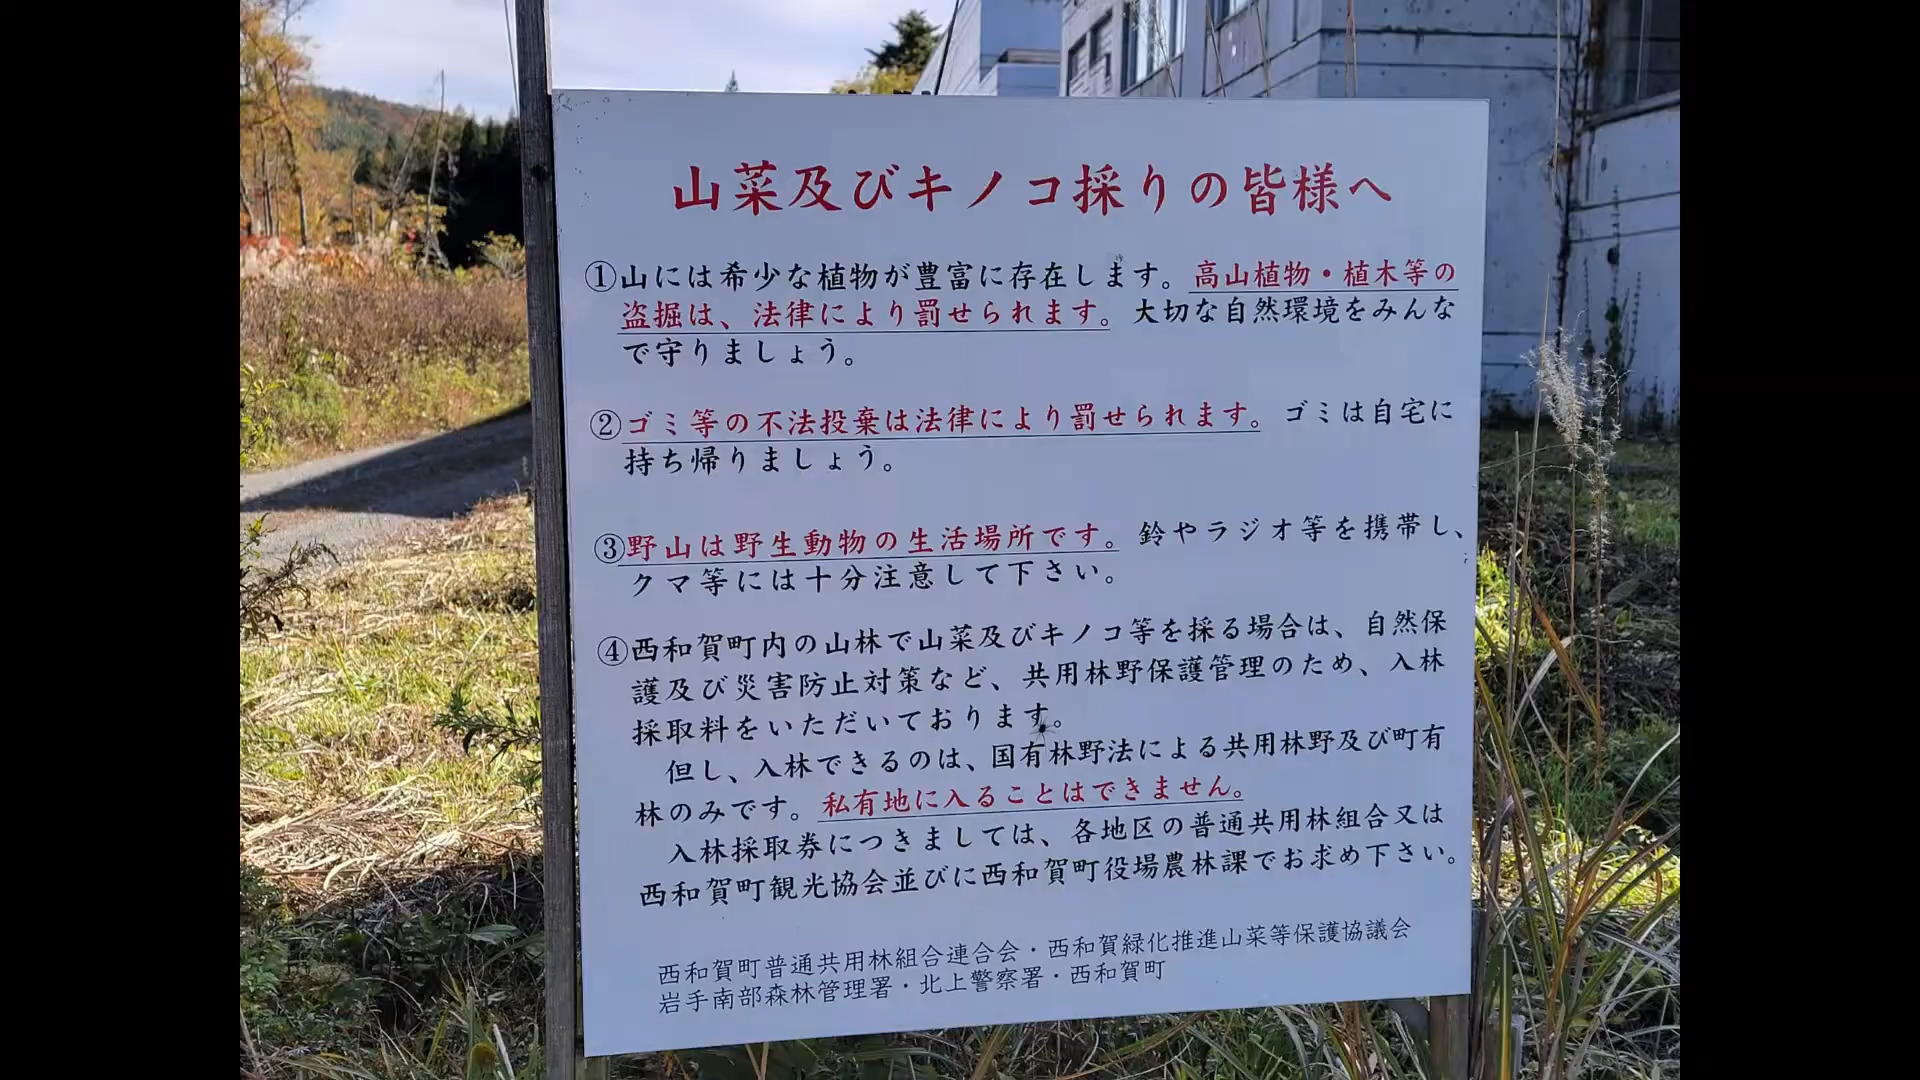 山菜及びキノコ採りの皆様へ
①山には希少な植物が豊富に存在します。高山植物・植木等の
盗掘は、法律により罰せられます。大切な自然環境をみんな
で守りましょう。
②ゴミ等の不法投棄は法律により罰せられます。ゴミは自宅に
持ち帰りましょう。
③野山は野生動物の生活場所です。鈴やラジオ等を携帯し、
クマ等には十分注意して下さい。
④西和賀町内の山林で山菜及びキノコ等を採る場合は、自然保
護及び災害防止対策など、共用林野保護管理のため、入林
採取料をいただいております。
但し、入林できるのは、国有林野法による共用林野及び町有
林のみです。私有地に入ることはできません。
入林採取券につきましては、各地区の普通共用林組合又は
西和賀町観光協会並びに西和賀町役場農林課でお求め下さい。
西和賀町普通共用林組合連合会・西和賀緑化推進山菜等保護協議会
岩手南部森林管理署・北上警察署・西和賀町